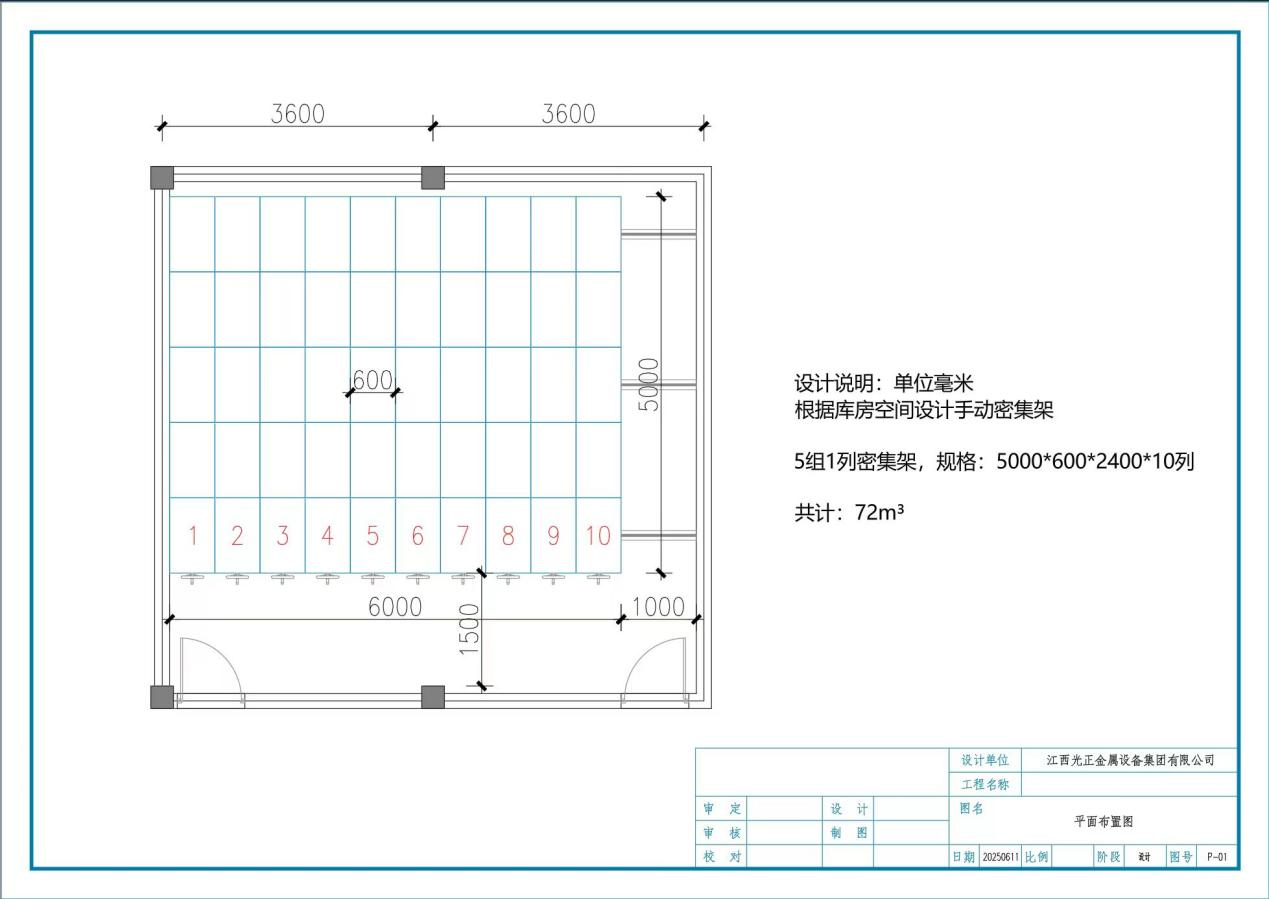 3600
3600
600
5000
1
2
3
4
5
6
7
8
9
10
6000
1500
1000
设计说明：单位毫米
根据库房空间设计手动密集架
5组1列密集架，规格：5000*600*2400*10列
共计：72m³
设计单位 江西光正金属设备集团有限公司
工程名称
审 定 设 计 图名
平面布置图
审 核 制 图
校 对 日期 20250611 比例 阶段 设计 图号 P-01